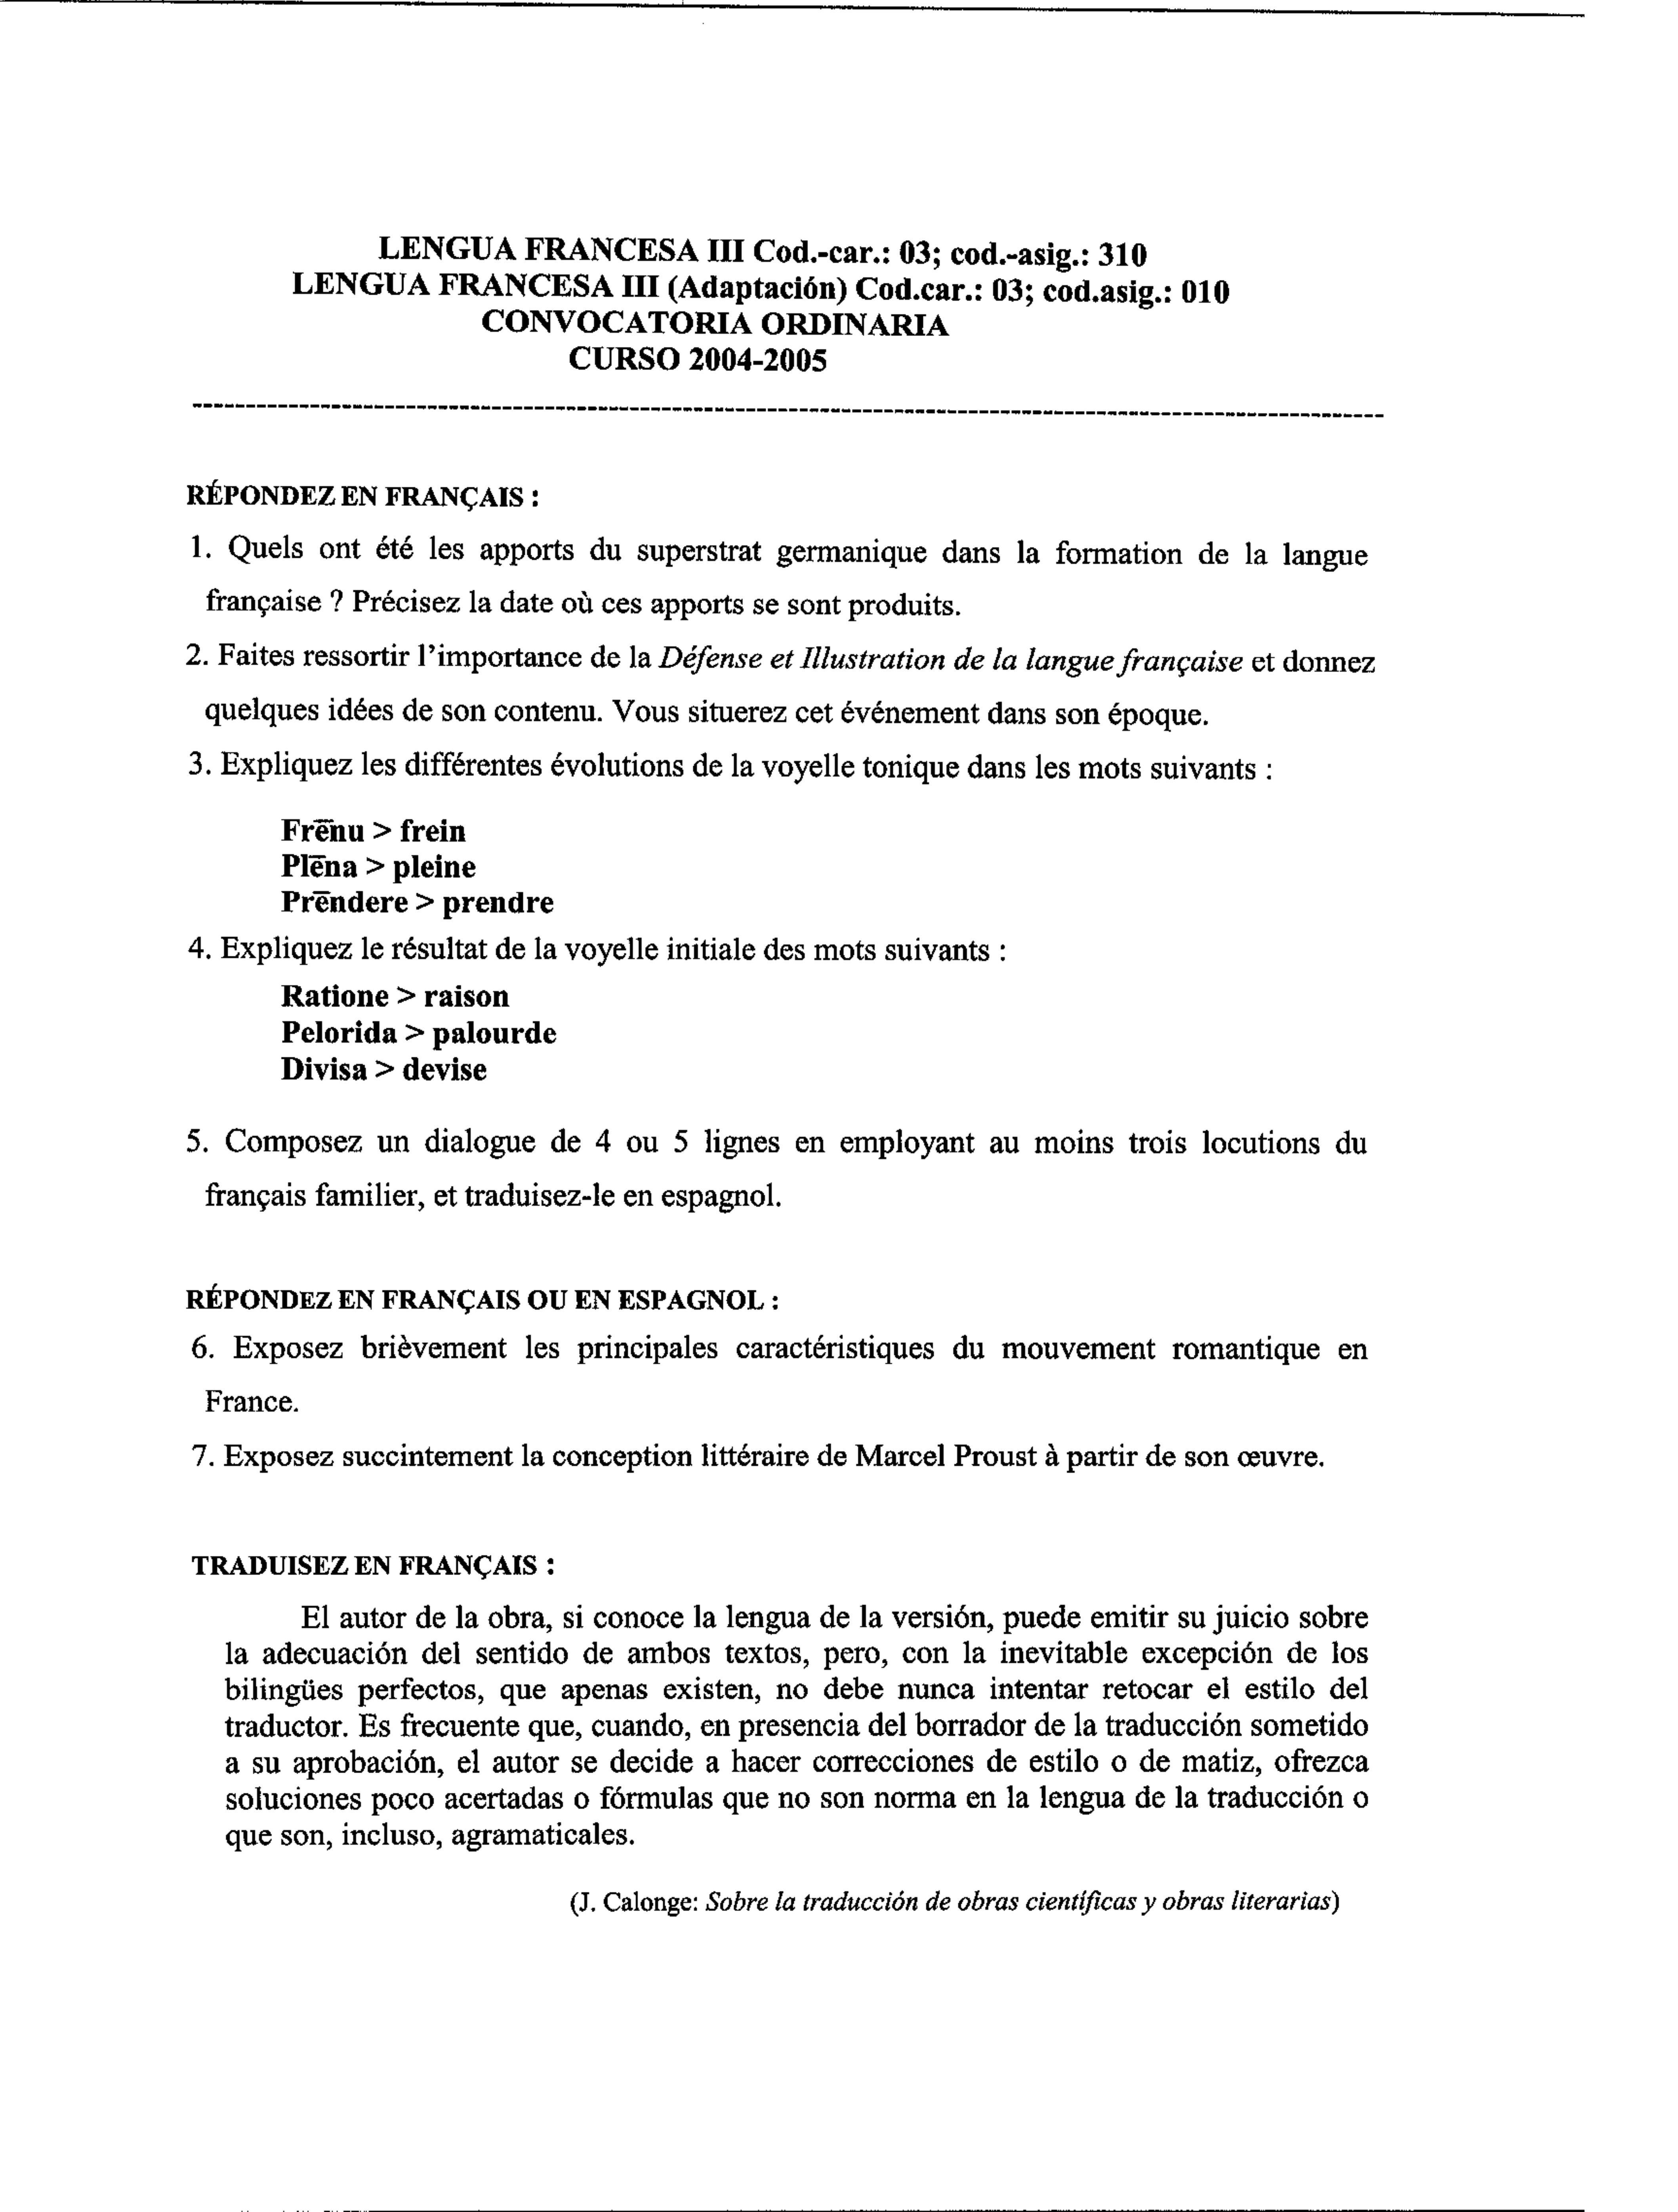 LENGUA FRANCESA III Cod.-car.: 03; cod.-asig.: 310
LENGUA FRANCESA III (Adaptación) Cod.car.: 03; cod.asig.: 010
CONVOCATORIA ORDINARIA
CURSO 2004-2005
RÉPONDEZ EN FRANÇAIS :
1. Quels ont été les apports du superstrat germanique dans la formation de la langue
française ? Précisez la date où ces apports se sont produits.
2. Faites ressortir l'importance de la Défense et Illustration de la langue française et donnez
quelques idées de son contenu. Vous situerez cet événement dans son époque.
3. Expliquez les différentes évolutions de la voyelle tonique dans les mots suivants :
Frēnu > frein
Plēna > pleine
Prēndere > prendre
4. Expliquez le résultat de la voyelle initiale des mots suivants :
Ratione > raison
Pelorida > palourde
Divisa > devise
5. Composez un dialogue de 4 ou 5 lignes en employant au moins trois locutions du
français familier, et traduisez-le en espagnol.
RÉPONDEZ EN FRANÇAIS OU EN ESPAGNOL :
6. Exposez brièvement les principales caractéristiques du mouvement romantique en
France.
7. Exposez succintement la conception littéraire de Marcel Proust à partir de son œuvre.
TRADUISEZ EN FRANÇAIS :
El autor de la obra, si conoce la lengua de la versión, puede emitir su juicio sobre
la adecuación del sentido de ambos textos, pero, con la inevitable excepción de los
bilingües perfectos, que apenas existen, no debe nunca intentar retocar el estilo del
traductor. Es frecuente que, cuando, en presencia del borrador de la traducción sometido
a su aprobación, el autor se decide a hacer correcciones de estilo o de matiz, ofrezca
soluciones poco acertadas o fórmulas que no son norma en la lengua de la traducción o
que son, incluso, agramaticales.
(J. Calonge: Sobre la traducción de obras científicas y obras literarias)